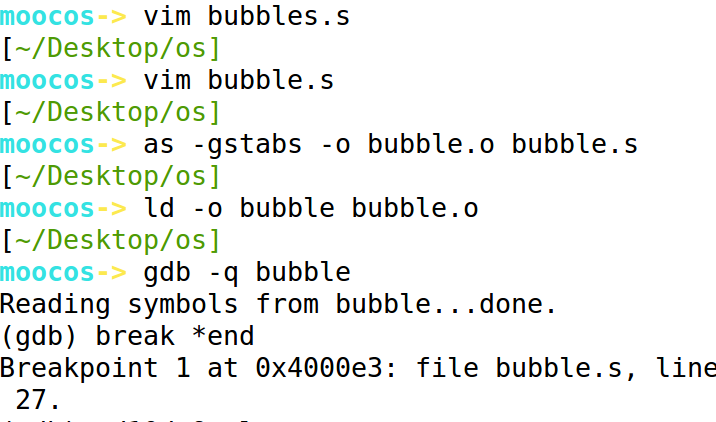 moocos-> vim bubbles.s
[~/Desktop/os]
moocos-> vim bubble.s
[~/Desktop/os]
moocos-> as -gstabs -o bubble.o bubble.s
[~/Desktop/os]
moocos-> ld -o bubble bubble.o
[~/Desktop/os]
moocos-> gdb -q bubble
Reading symbols from bubble...done.
(gdb) break *end
Breakpoint 1 at 0x4000e3: file bubble.s, line
 27.